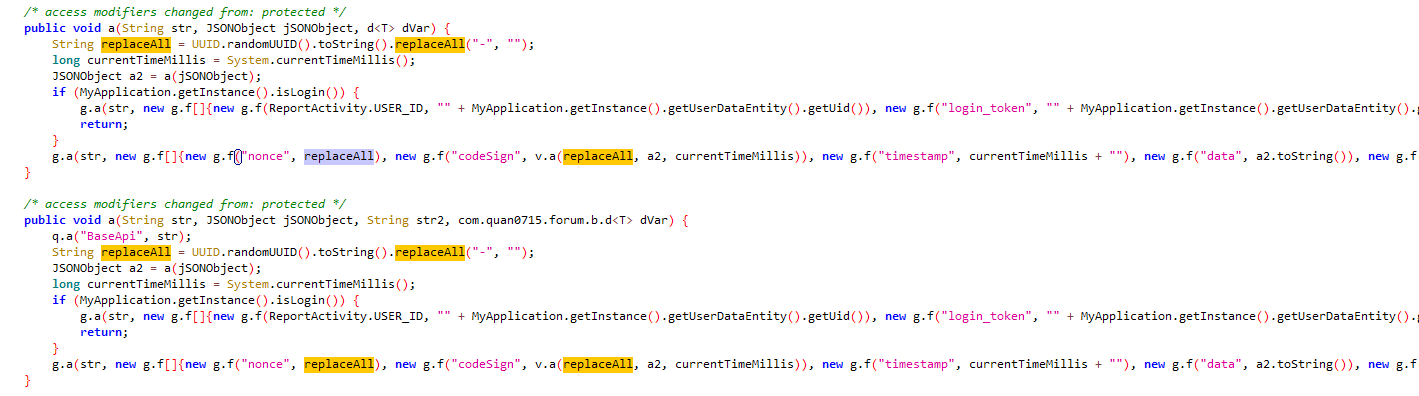 /* access modifiers changed from: protected */
public void a(String str, JSONObject jSONObject, d<T> dVar) {
    String replaceAll = UUID.randomUUID().toString().replaceAll("-", "");
    long currentTimeMillis = System.currentTimeMillis();
    JSONObject a2 = a(jSONObject);
    if (MyApplication.getInstance().isLogin()) {
        g.a(str, new g.f[]{new g.f(ReportActivity.USER_ID, "" + MyApplication.getInstance().getUserDataEntity().getUid()), new g.f("login_token", "" + MyApplication.getInstance().getUserDataEntity().
        return;
    }
    g.a(str, new g.f[]{new g.f("nonce", replaceAll), new g.f("codeSign", v.a(replaceAll, a2, currentTimeMillis)), new g.f("timestamp", currentTimeMillis + ""), new g.f("data", a2.toString()), new g.f
}
/* access modifiers changed from: protected */
public void a(String str, JSONObject jSONObject, String str2, com.quan0715.forum.b.d<T> dVar) {
    q.a("BaseApi", str);
    String replaceAll = UUID.randomUUID().toString().replaceAll("-", "");
    JSONObject a2 = a(jSONObject);
    long currentTimeMillis = System.currentTimeMillis();
    if (MyApplication.getInstance().isLogin()) {
        g.a(str, new g.f[]{new g.f(ReportActivity.USER_ID, "" + MyApplication.getInstance().getUserDataEntity().getUid()), new g.f("login_token", "" + MyApplication.getInstance().getUserDataEntity().
        return;
    }
    g.a(str, new g.f[]{new g.f("nonce", replaceAll), new g.f("codeSign", v.a(replaceAll, a2, currentTimeMillis)), new g.f("timestamp", currentTimeMillis + ""), new g.f("data", a2.toString()), new g.f
}